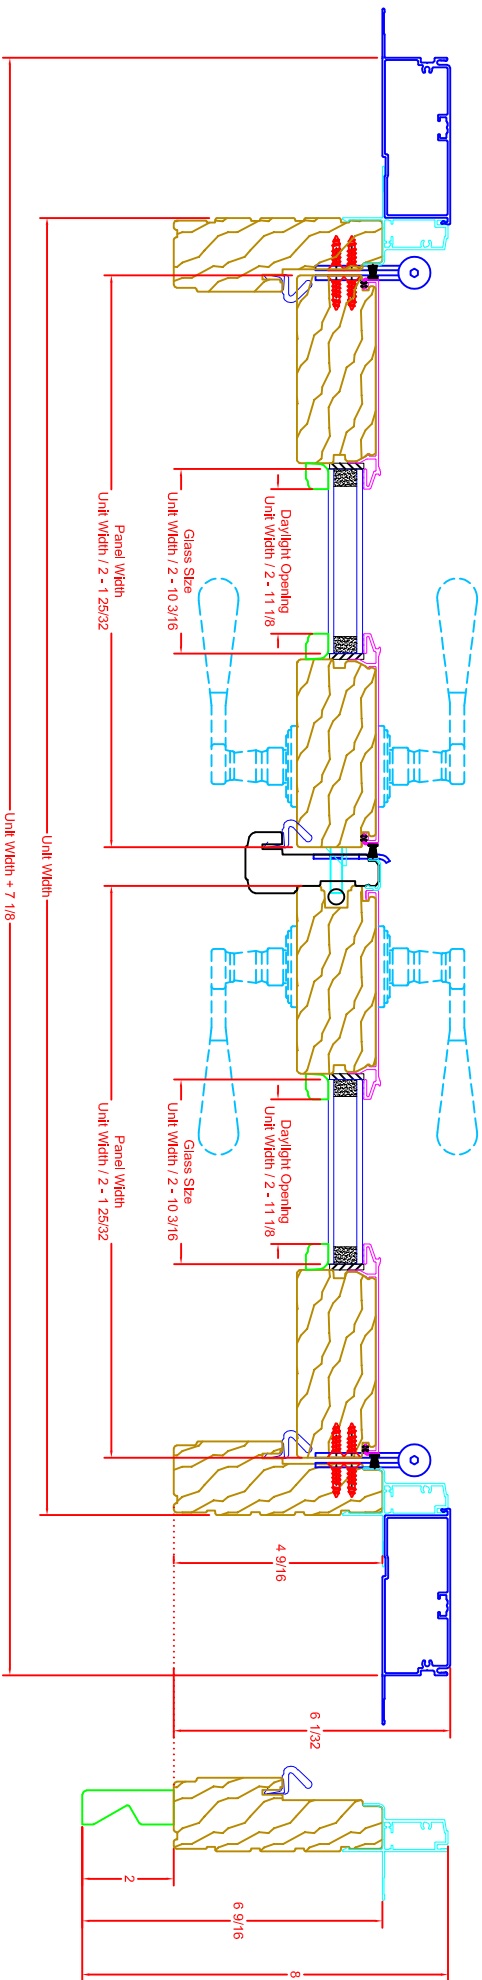 Daylight Opening
Unit Width / 2 - 11 1/8
Glass Size
Unit Width / 2 - 10 3/16
Panel Width
Unit Width / 2 - 1 25/32
Daylight Opening
Unit Width / 2 - 11 1/8
Glass Size
Unit Width / 2 - 10 3/16
Panel Width
Unit Width / 2 - 1 25/32
Unit Width
Unit Width + 7 1/8
4 9/16
6 1/32
2
6 9/16
8